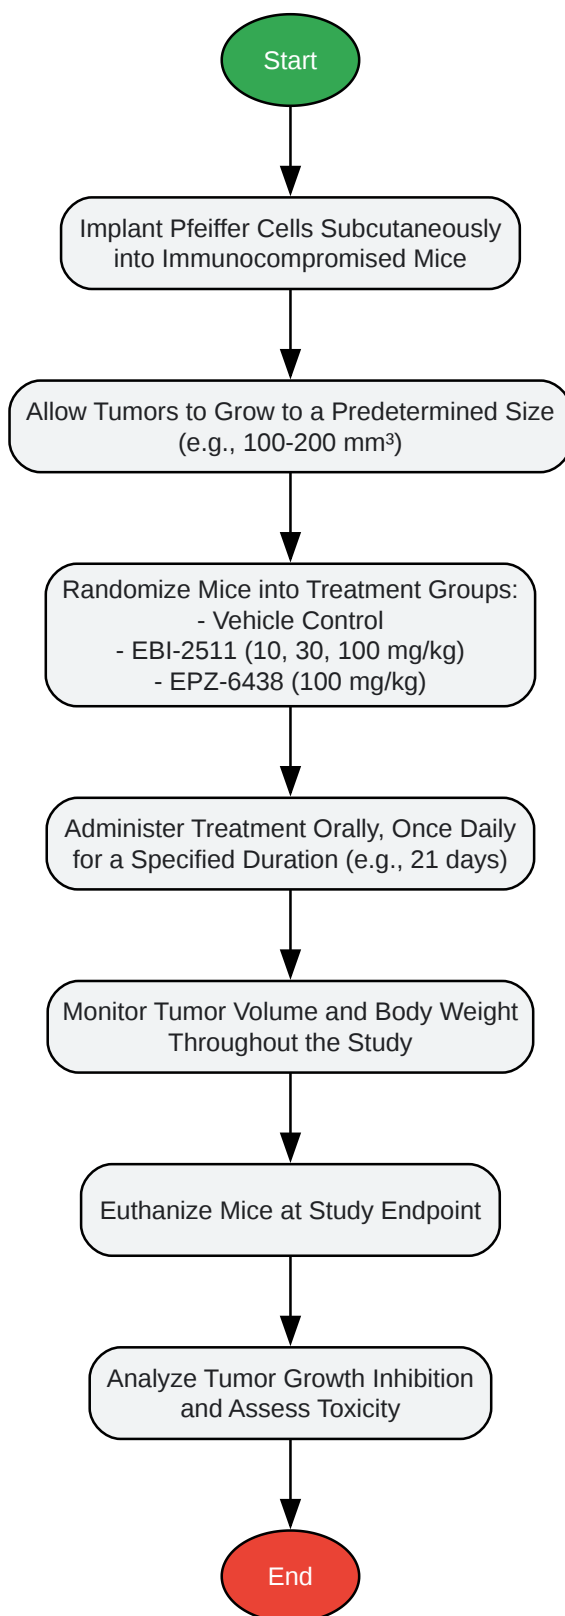 Start
Implant Pfeiffer Cells Subcutaneously
into Immunocompromised Mice
Allow Tumors to Grow to a Predetermined Size
(e.g., 100-200 mm³)
Randomize Mice into Treatment Groups:
- Vehicle Control
- EBI-2511 (10, 30, 100 mg/kg)
- EPZ-6438 (100 mg/kg)
Administer Treatment Orally, Once Daily
for a Specified Duration (e.g., 21 days)
Monitor Tumor Volume and Body Weight
Throughout the Study
Euthanize Mice at Study Endpoint
Analyze Tumor Growth Inhibition
and Assess Toxicity
End